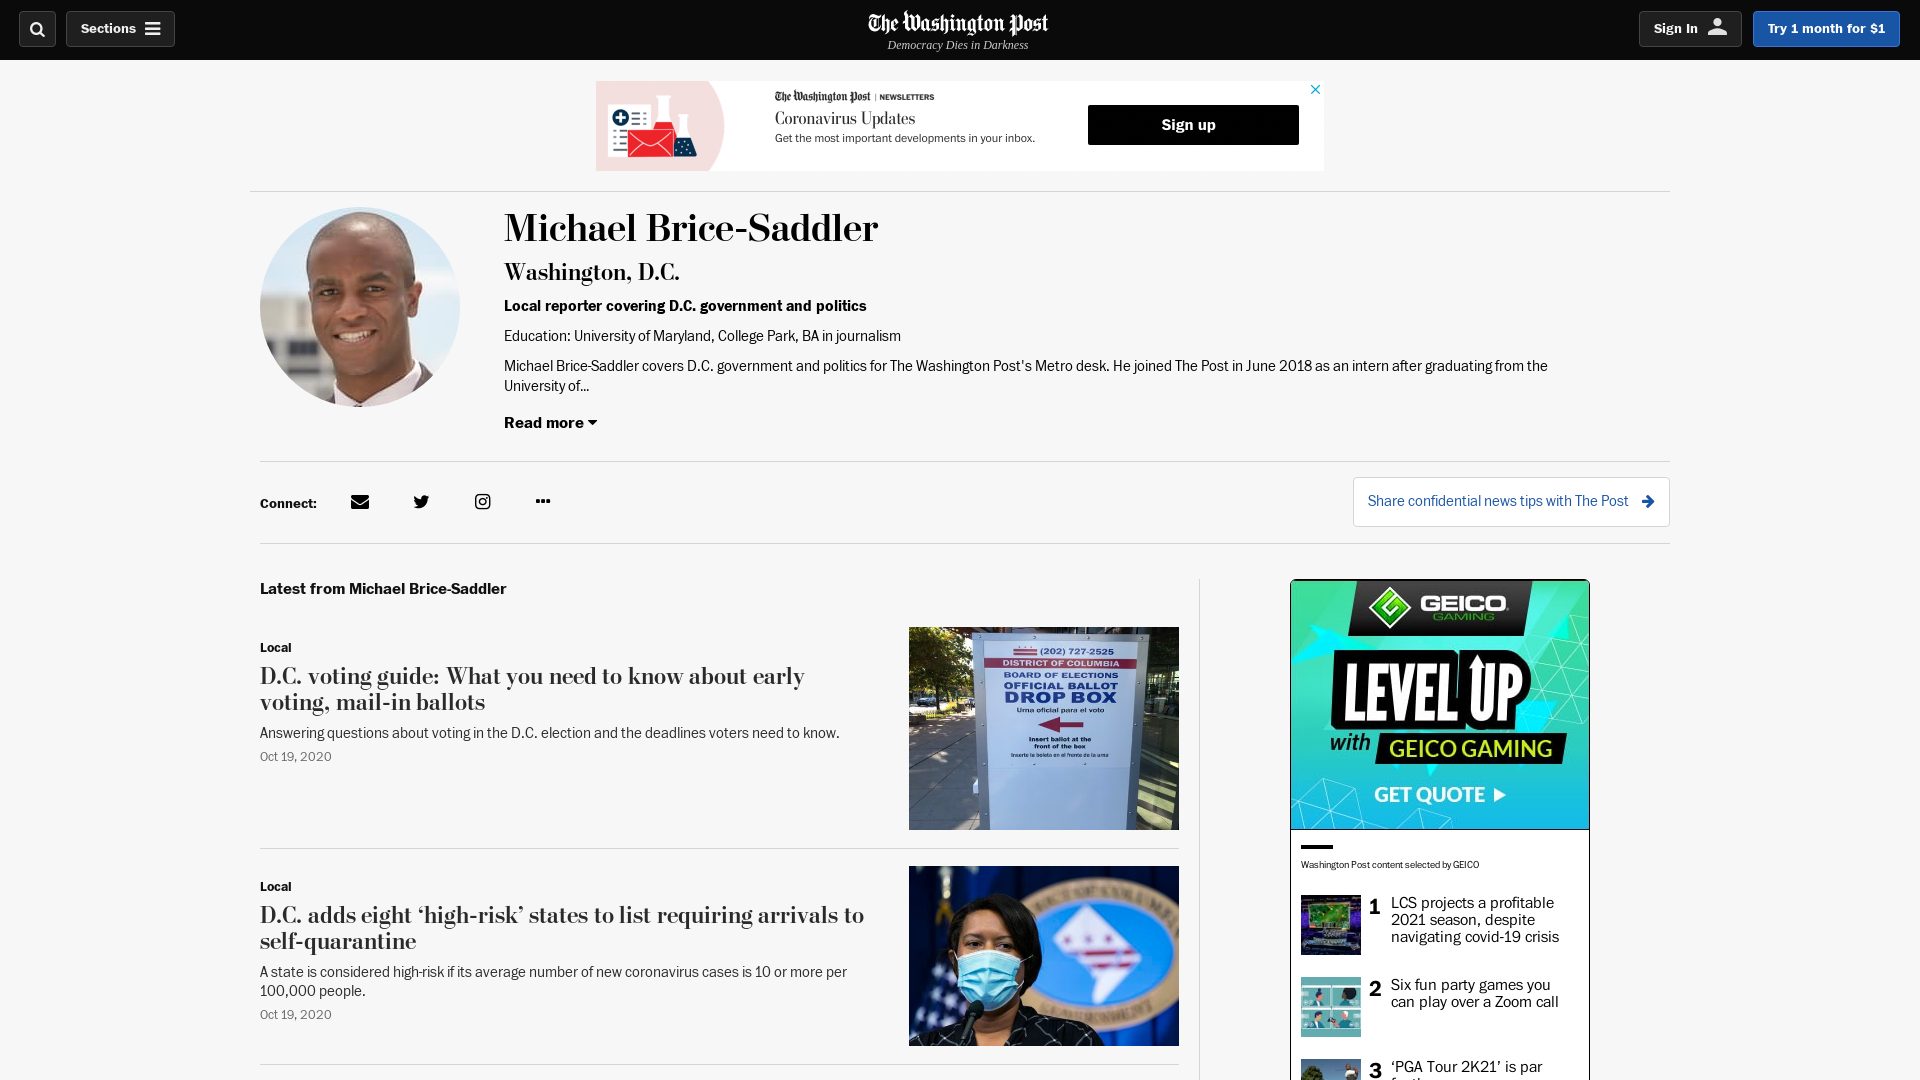 Sections
The Washington Post
Democracy Dies in Darkness
Sign In
Try 1 month for $1
The Washington Post | NEWSLETTERS
Coronavirus Updates
Get the most important developments in your inbox.
Sign up
Michael Brice-Saddler
Washington, D.C.
Local reporter covering D.C. government and politics
Education: University of Maryland, College Park, BA in journalism
Michael Brice-Saddler covers D.C. government and politics for The Washington Post's Metro desk. He joined The Post in June 2018 as an intern after graduating from the
University of...
Read more
Connect:
Share confidential news tips with The Post
Latest from Michael Brice-Saddler
Local
D.C. voting guide: What you need to know about early
voting, mail-in ballots
Answering questions about voting in the D.C. election and the deadlines voters need to know.
Oct 19, 2020
(202) 727-2525
DISTRICT OF COLUMBIA
BOARD OF ELECTIONS
OFFICIAL BALLOT
DROP BOX
Urna oficial para el voto
Insert ballot at the
front of the box
Inserte la boleta en el frente de la urna
Local
D.C. adds eight ‘high-risk’ states to list requiring arrivals to
self-quarantine
A state is considered high-risk if its average number of new coronavirus cases is 10 or more per
100,000 people.
Oct 19, 2020
GEICO
GAMING
LEVEL UP
with GEICO GAMING
GET QUOTE
Washington Post content selected by GEICO
1 LCS projects a profitable
2021 season, despite
navigating covid-19 crisis
2 Six fun party games you
can play over a Zoom call
3 ‘PGA Tour 2K21’ is par